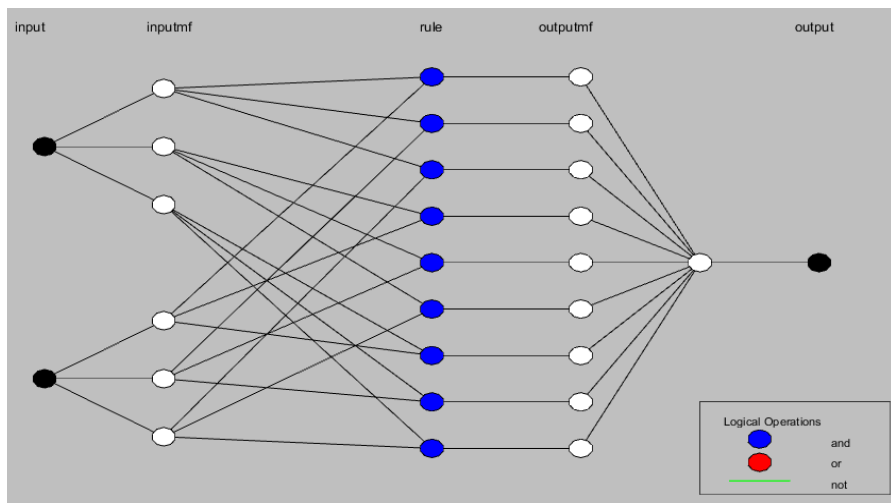 input inputmf rule outputmf output
Logical Operations
and
or
not